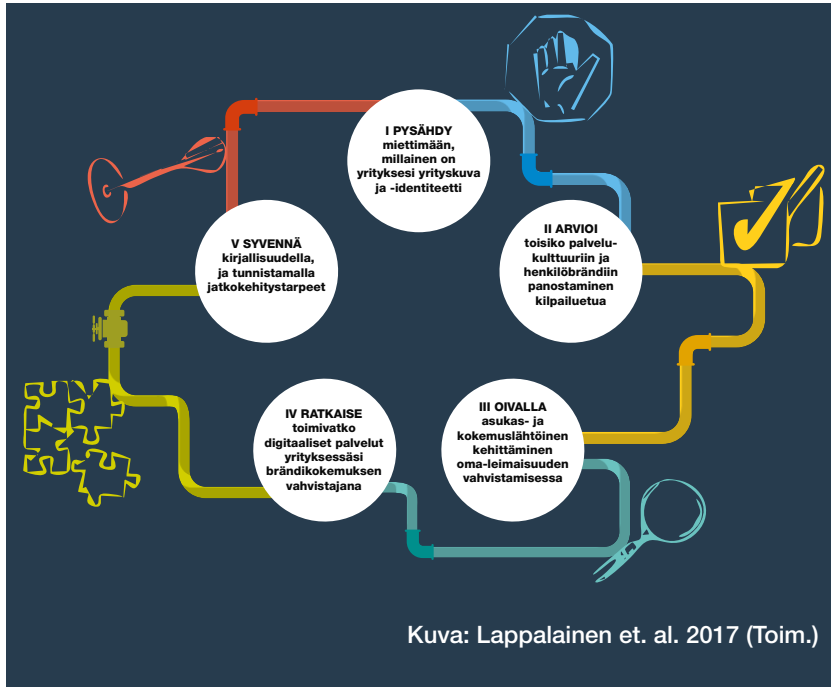 I PYSÄHDY
miettimään,
millainen on
yrityksesi yrityskuva
ja -identiteetti
II ARVIOI
toisiko palvelu-
kulttuuriin ja
henkilöbrändiin
panostaminen
kilpailuetua
III OIVALLA
asukas- ja
kokemuslähtöinen
kehittäminen
oma-leimaisuuden
vahvistamisessa
IV RATKAISE
toimivatko
digitaaliset palvelut
yrityksessäsi
brändikokemuksen
vahvistajana
V SYVENNÄ
kirjallisuudella,
ja tunnistamalla
jatkokehitystarpeet
Kuva: Lappalainen et. al. 2017 (Toim.)